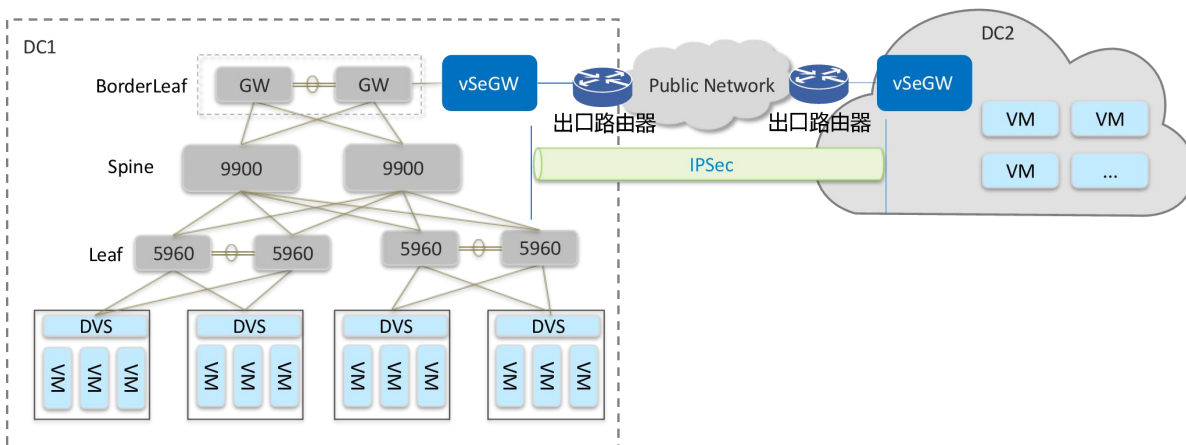 DC1
DC2
BorderLeaf
GW
GW
vSeGW
Public Network
vSeGW
出口路由器
出口路由器
VM
VM
VM
...
Spine
9900
9900
IPSec
Leaf
5960
5960
5960
5960
DVS
DVS
DVS
DVS
VM
VM
VM
VM
VM
VM
VM
VM
VM
VM
VM
VM